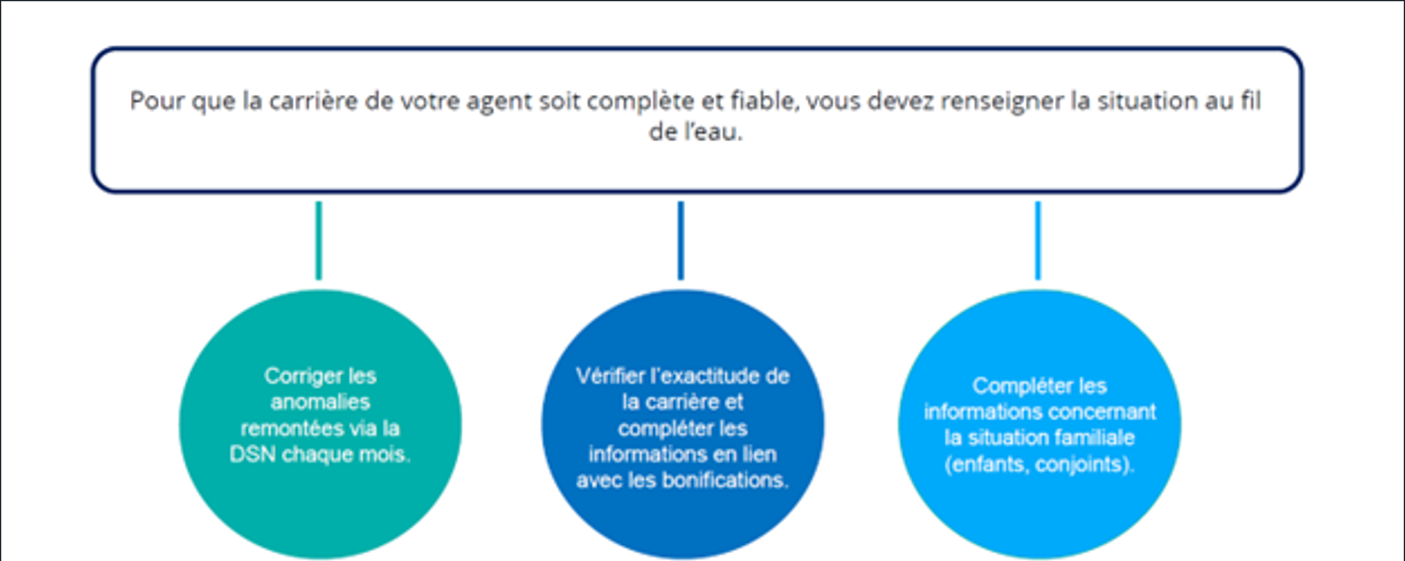 Pour que la carrière de votre agent soit complète et fiable, vous devez renseigner la situation au fil
de l'eau.
Corriger les
anomalies
remontées via la
DSN chaque mois.
Vérifier l'exactitude de
la carrière et
compléter les
informations en lien
avec les bonifications.
Compléter les
informations concernant
la situation familiale
(enfants, conjoints).